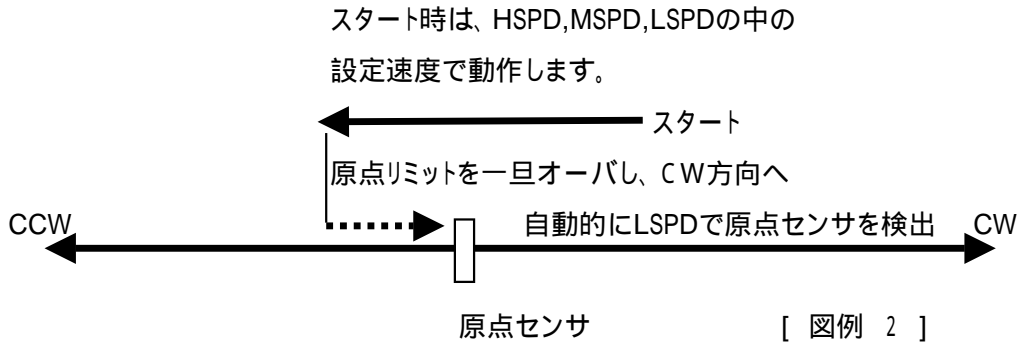 スタート時は、HSPD,MSPD,LSPDの中の
設定速度で動作します。
スタート
原点リミットを一旦オーバし、CW方向へ
CCW
自動的にLSPDで原点センサを検出
CW
原点センサ
[ 図例 2 ]